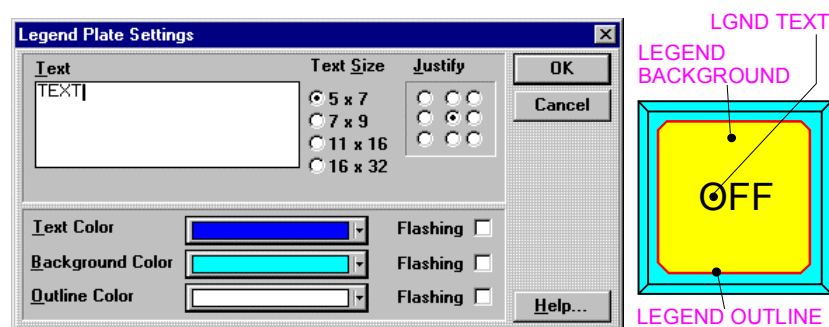 Legend Plate Settings
Text
TEXT
Text Size
5 x 7
7 x 9
11 x 16
16 x 32
Justify
OK
Cancel
Text Color
Flashing
Background Color
Flashing
Outline Color
Flashing
Help...
LGND TEXT
LEGEND
BACKGROUND
OFF
LEGEND OUTLINE